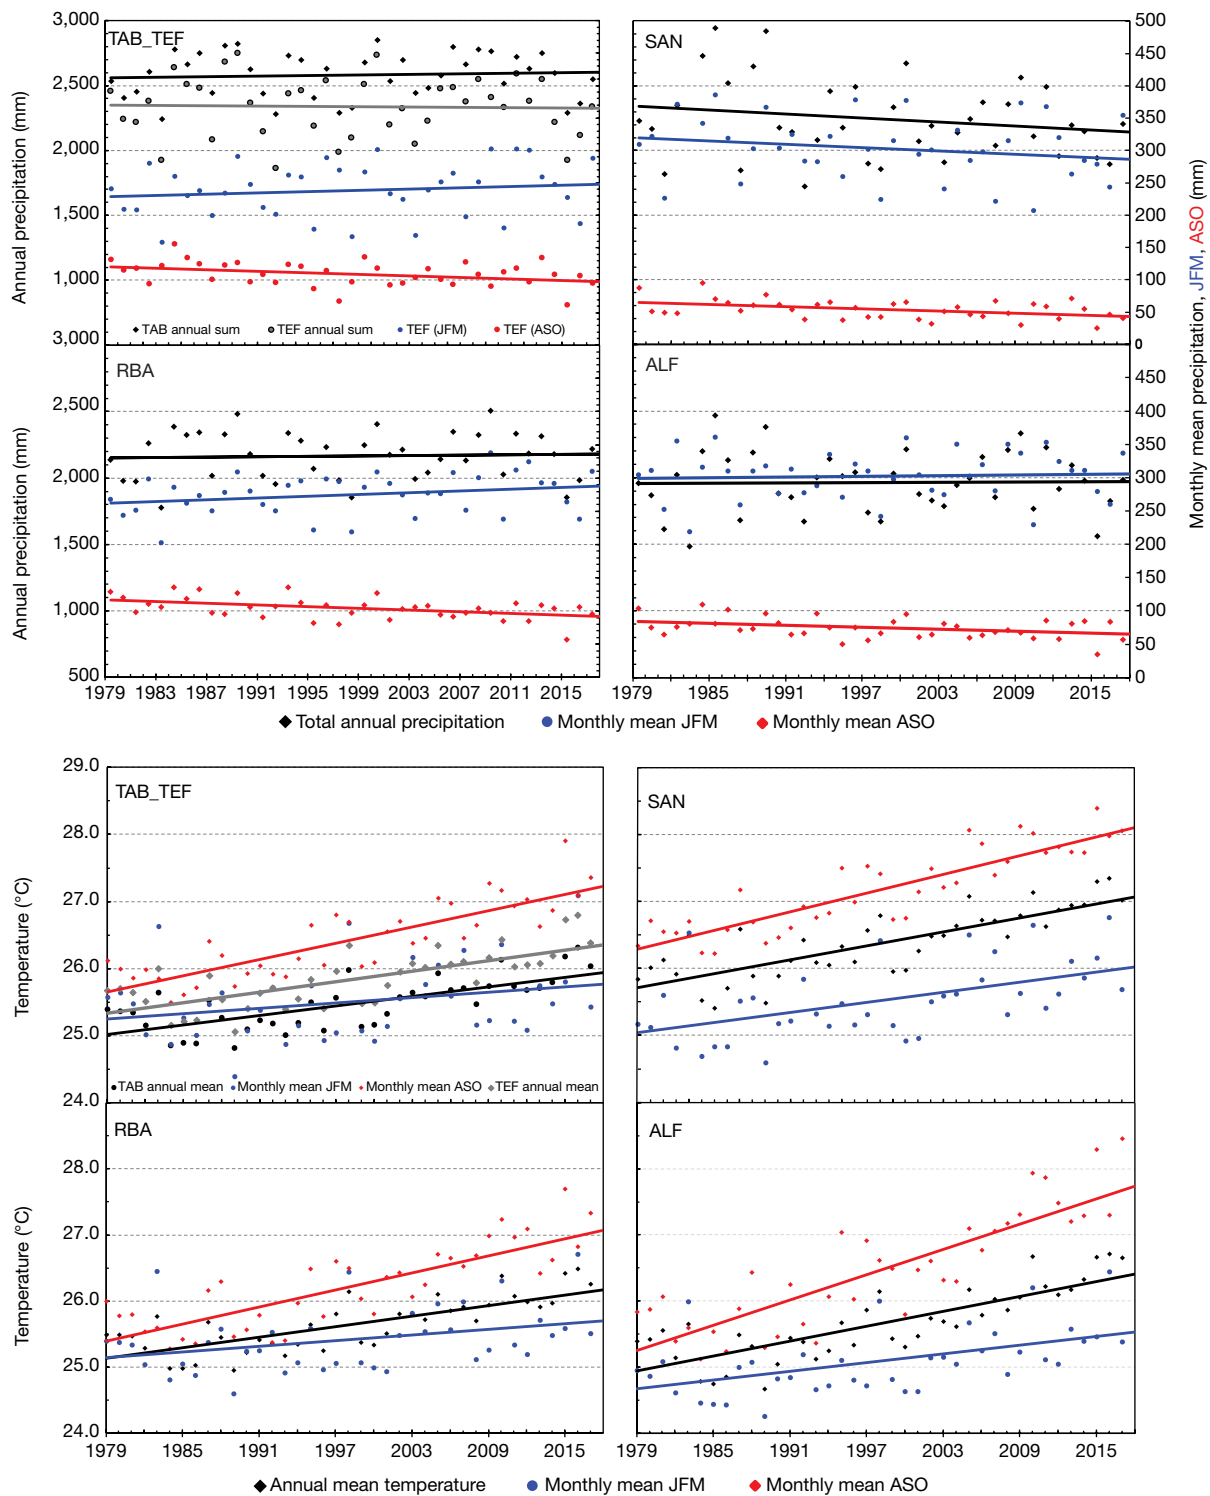 3,000
2,500
2,000
1,500
1,000
3,000
Annual precipitation (mm)
TAB_TEF
◆ TAB annual sum ● TEF annual sum ● TEF (JFM) ● TEF (ASO)
SAN
500
450
400
350
300
250
200
150
100
50
0
Monthly mean precipitation, JFM, ASO (mm)
RBA
2,500
2,000
1,500
1,000
500
Annual precipitation (mm)
1979 1983 1987 1991 1995 1999 2003 2007 2011 2015
ALF
450
400
350
300
250
200
150
100
50
0
1979 1985 1991 1997 2003 2009 2015
◆ Total annual precipitation ● Monthly mean JFM ◆ Monthly mean ASO
29.0
28.0
27.0
26.0
25.0
24.0
Temperature (°C)
TAB_TEF
● TAB annual mean ● Monthly mean JFM ◆ Monthly mean ASO ◆ TEF annual mean
SAN
RBA
28.0
27.0
26.0
25.0
24.0
Temperature (°C)
1979 1985 1991 1997 2003 2009 2015
ALF
1979 1985 1991 1997 2003 2009 2015
◆ Annual mean temperature ● Monthly mean JFM ◆ Monthly mean ASO